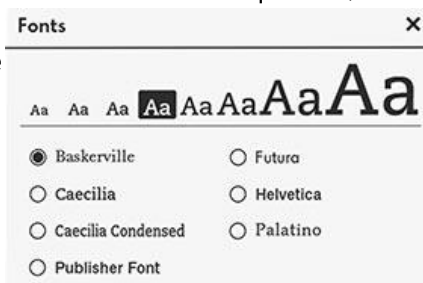 Fonts ×
Aa Aa Aa Aa Aa Aa Aa Aa
Baskerville Futura
Caecilia Helvetica
Caecilia Condensed Palatino
Publisher Font